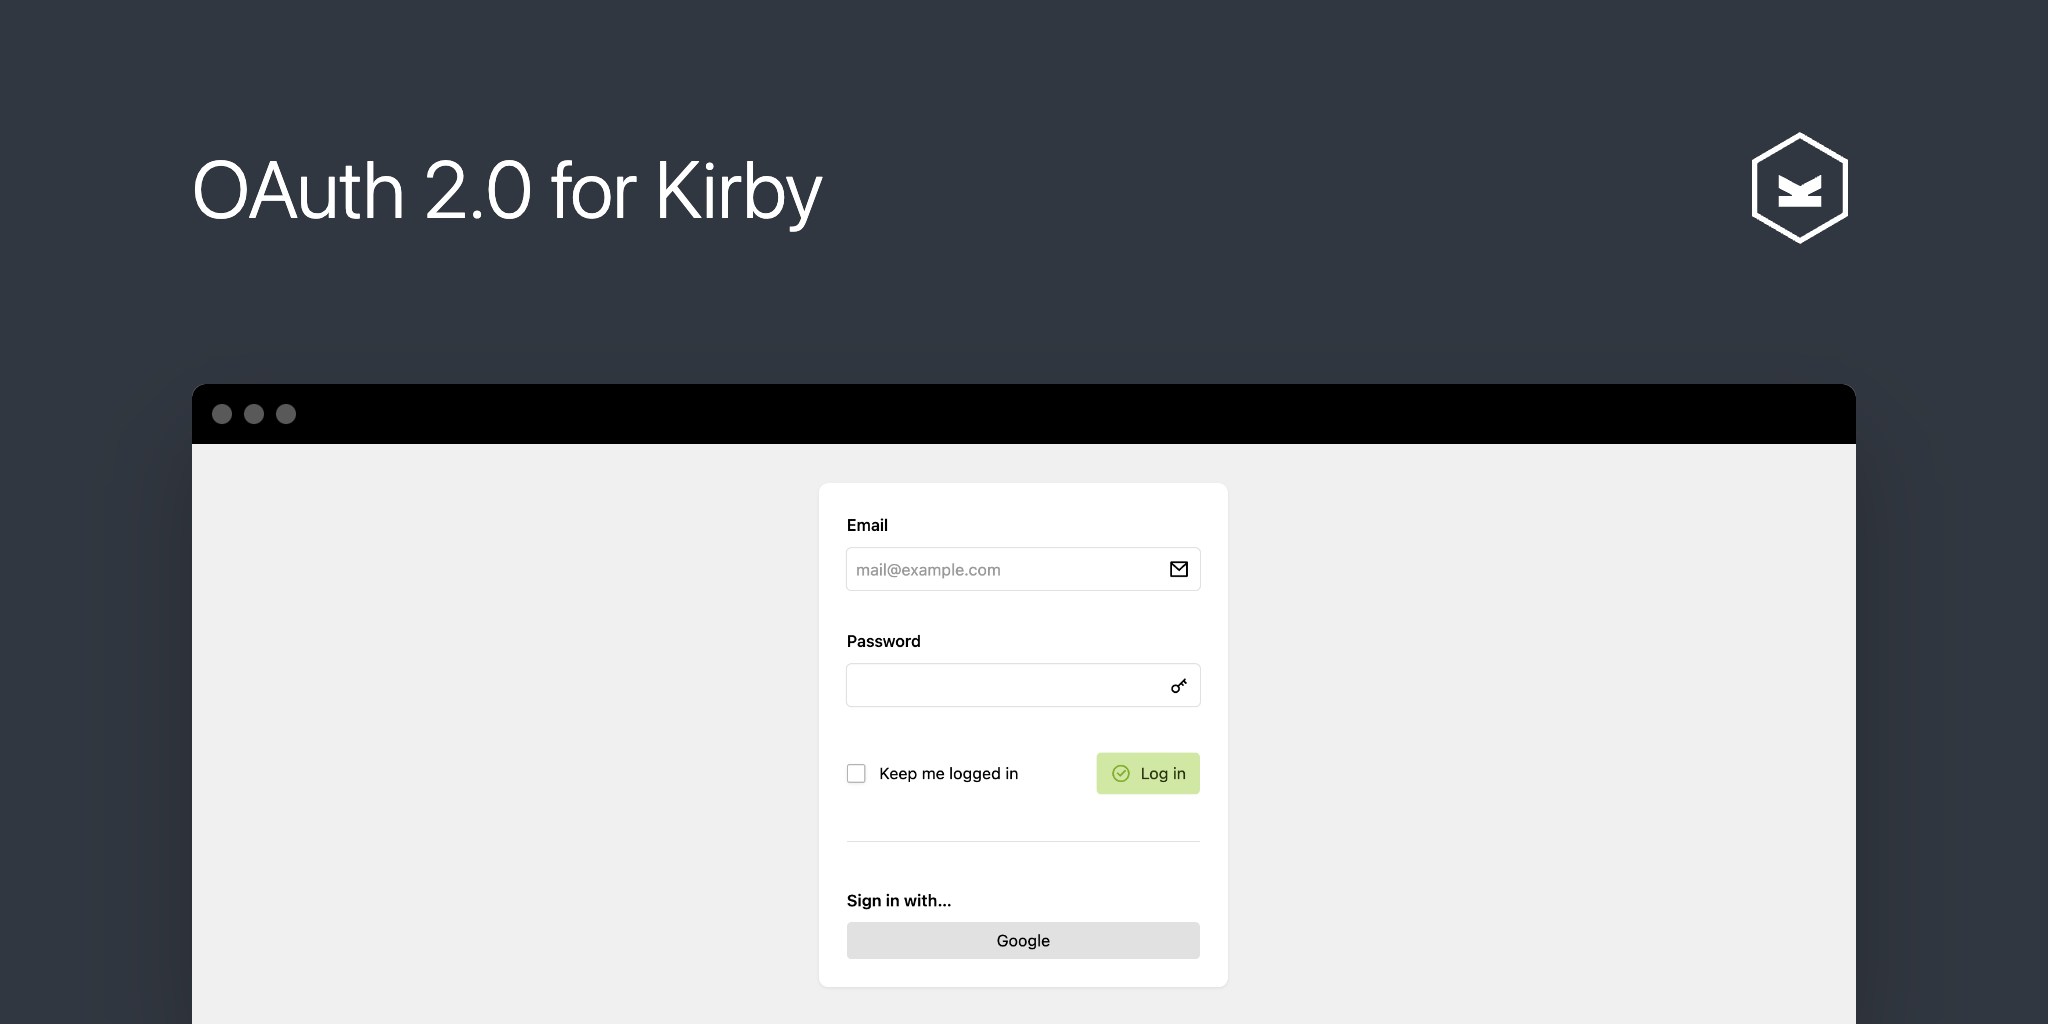 OAuth 2.0 for Kirby
Email
mail@example.com
Password
Keep me logged in
Log in
Sign in with...
Google